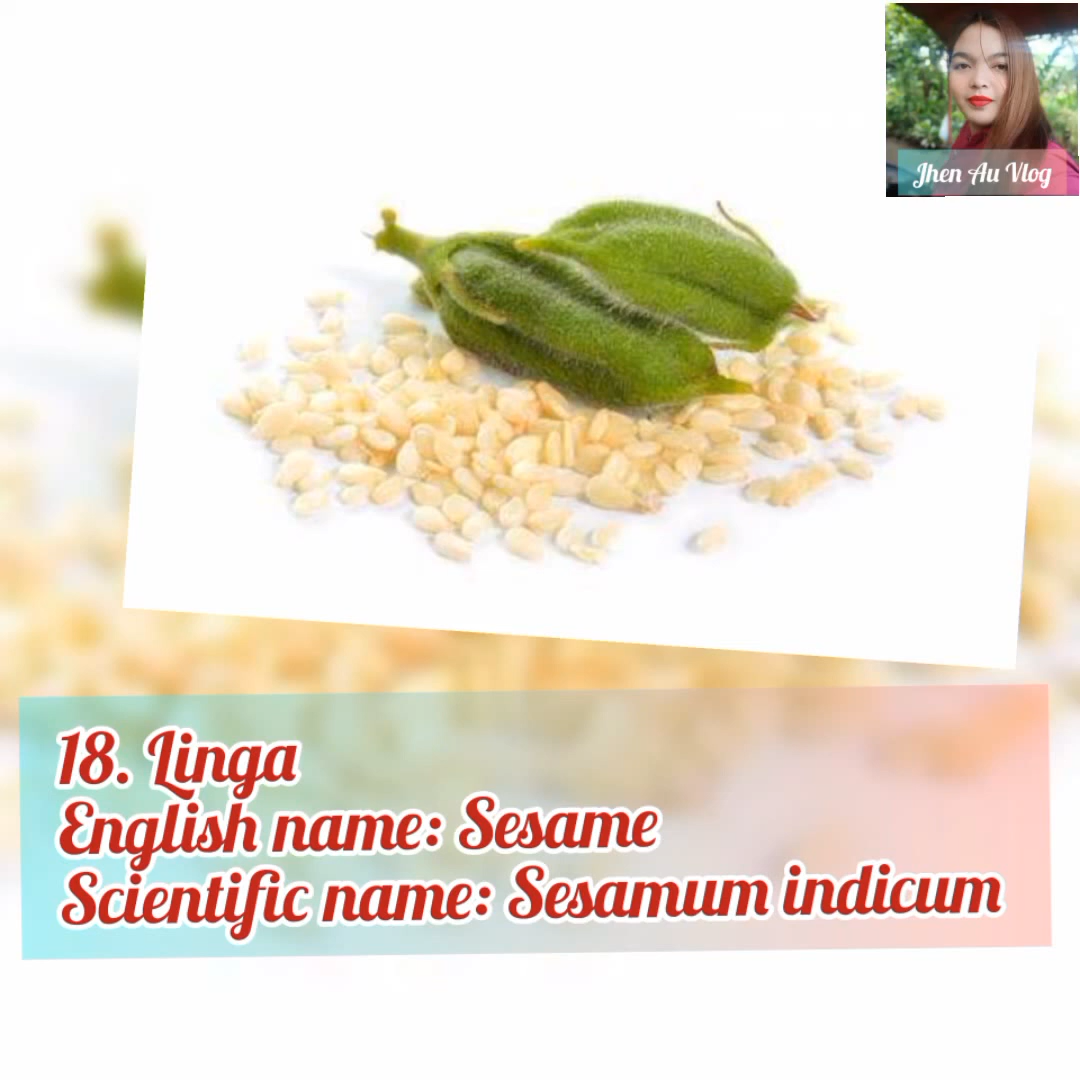 Jhen Au Vlog
18. Linga
English name: Sesame
Scientific name: Sesamum indicum